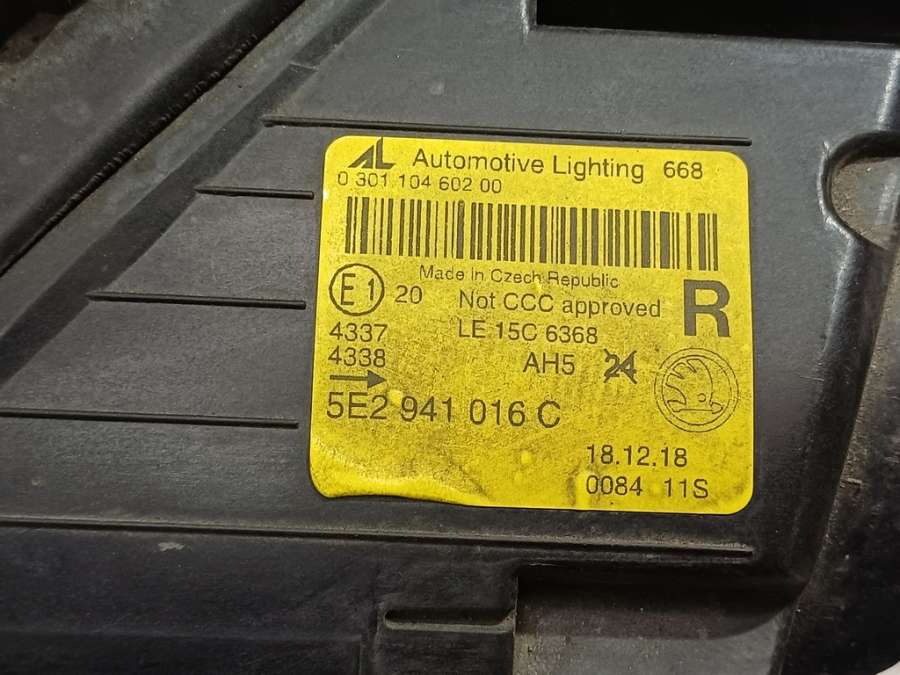 AL Automotive Lighting 668
0 301 104 602 00
Made in Czech Republic
E1 20 Not CCC approved R
4337 LE 15C 6368
4338 AH5 24
5E2 941 016 C
18.12.18
0084 11S